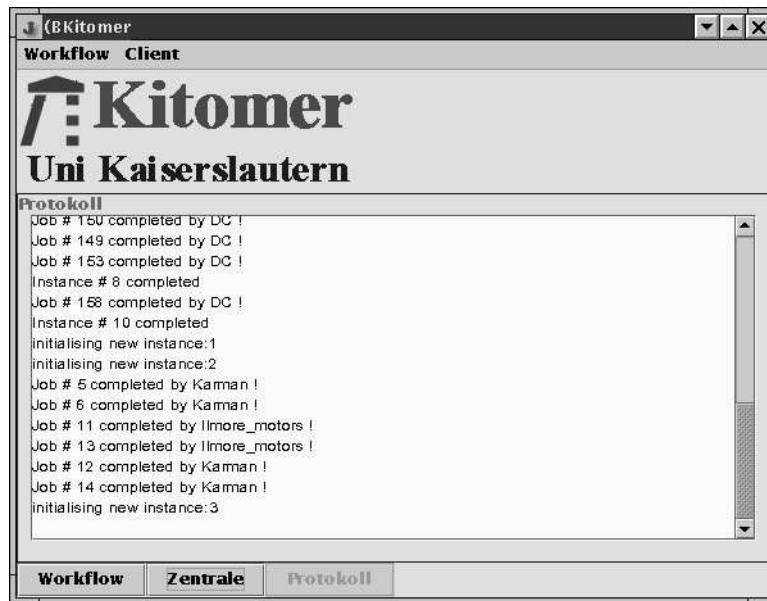 (BKitomer
Workflow Client
Kitomer
Uni Kaiserslautern
Protokoll
Job # 150 completed by DC !
Job # 149 completed by DC !
Job # 153 completed by DC !
Instance # 8 completed
Job # 158 completed by DC !
Instance # 10 completed
initialising new instance:1
initialising new instance:2
Job # 5 completed by Karman !
Job # 6 completed by Karman !
Job # 11 completed by Ilmore_motors !
Job # 13 completed by Ilmore_motors !
Job # 12 completed by Karman !
Job # 14 completed by Karman !
initialising new instance:3
Workflow Zentrale Protokoll